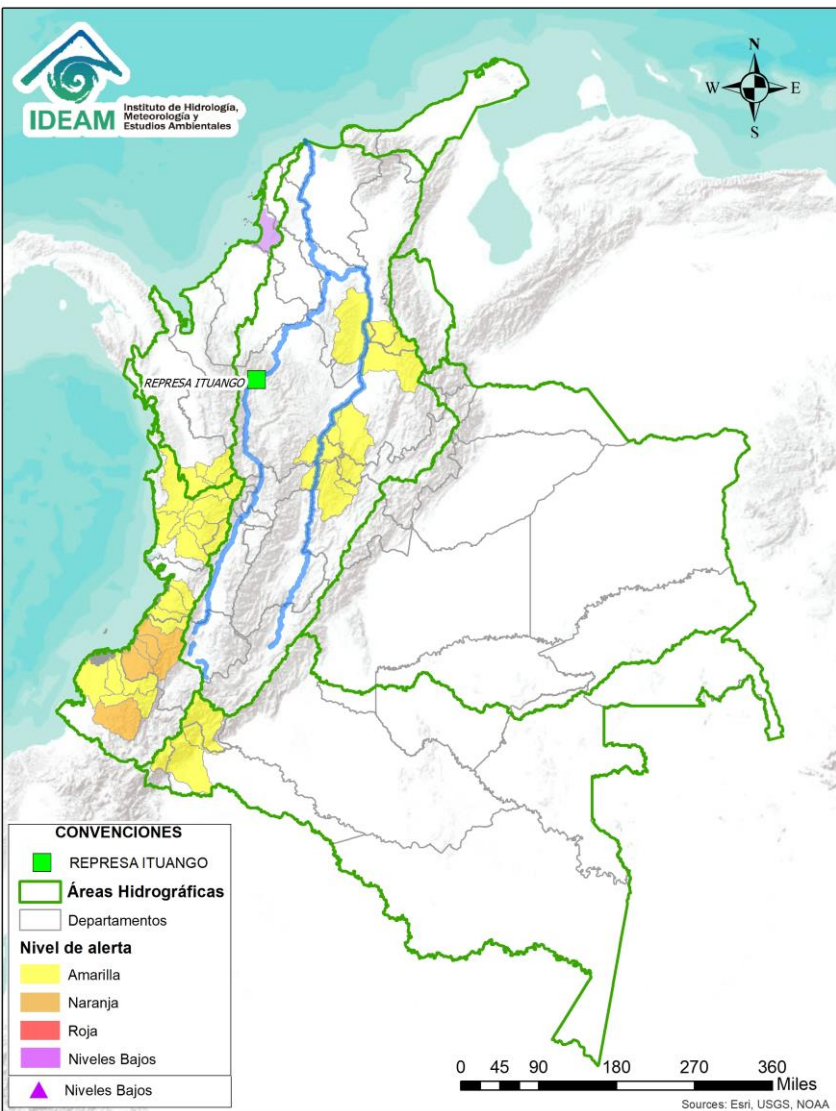 IDEAM
Instituto de Hidrología,
Meteorología y
Estudios Ambientales
N
W
E
S
REPRESA ITUANGO
CONVENCIONES
REPRESA ITUANGO
Áreas Hidrográficas
Departamentos
Nivel de alerta
Amarilla
Naranja
Roja
Niveles Bajos
Niveles Bajos
0 45 90 180 270 360
Miles
Sources: Esri, USGS, NOAA